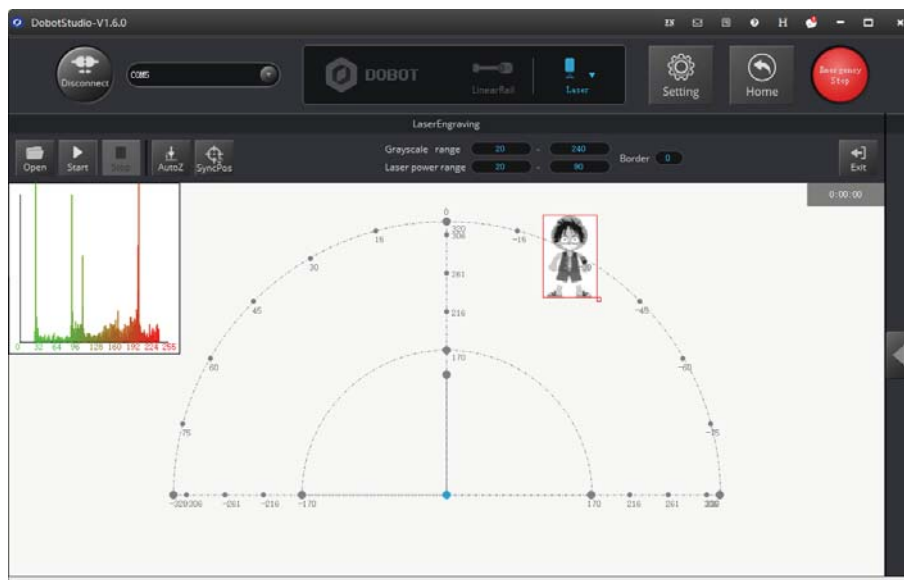 DobotStudio-V1.6.0
EN
H
Disconnect
COM5
DOBOT
LinearRail
Laser
Setting
Home
Emergency
Stop
LaserEngraving
Open
Start
Stop
AutoZ
SyncPos
Grayscale range 20 - 240
Laser power range 20 - 90
Border 0
Exit
0:00:00
0 32 64 96 128 160 192 224 255
0
15 -15
320
306
30
261
45 -45
216
170
60 -60
75 -75
-320 306 -261 -216 -170 170 216 261